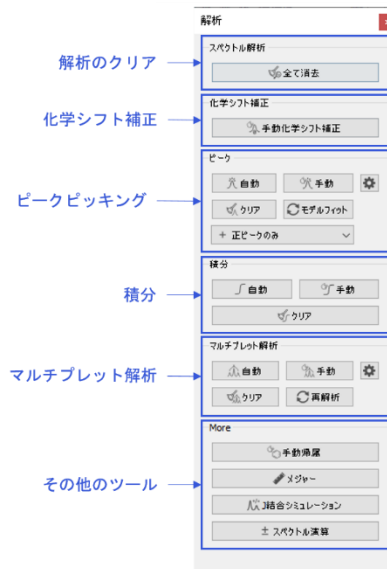 解析
スペクトル解析
解析のクリア
全て消去
化学シフト補正
化学シフト補正
手動化学シフト補正
ピーク
自動 手動
ピークピッキング
クリア モデルフィット
+ 正ピークのみ
積分
積分
自動 手動
クリア
マルチプレット解析
マルチプレット解析
自動 手動
クリア 再解析
More
手動帰属
メジャー
その他のツール
J結合シミュレーション
± スペクトル演算